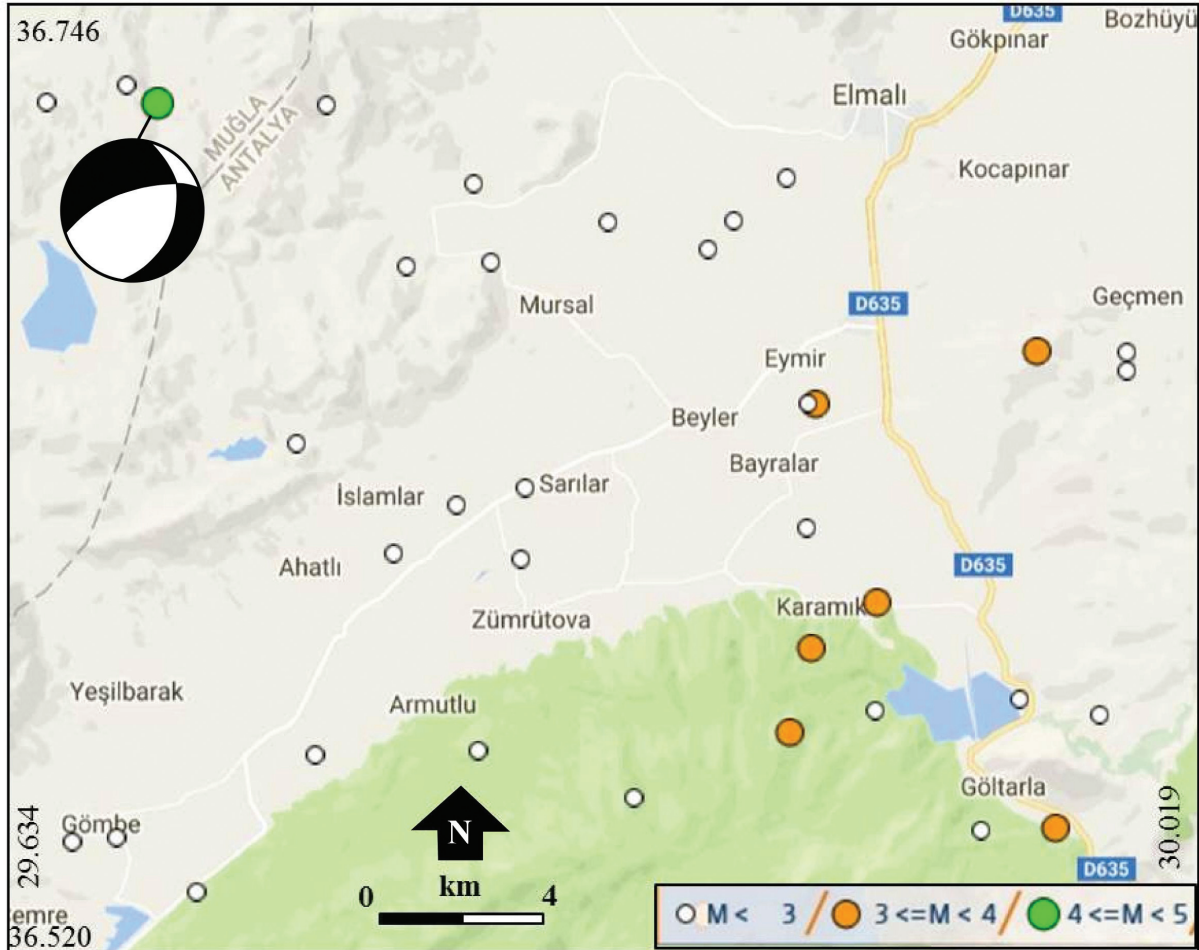 36.746
D635
Bozhüyü
Gökpınar
Elmalı
MUĞLA
ANTALYA
Kocapınar
Geçmen
D635
Mursal
Eymir
Beyler
Bayralar
Sarılar
İslamlar
Ahatlı
D635
Zümrütova
Karamık
Yeşilbarak
Armutlu
Göltarla
Gömbe
29.634
30.019
N
km
0 4
D635
emre
36.520
M < 3 / 3 <=M < 4 / 4 <=M < 5